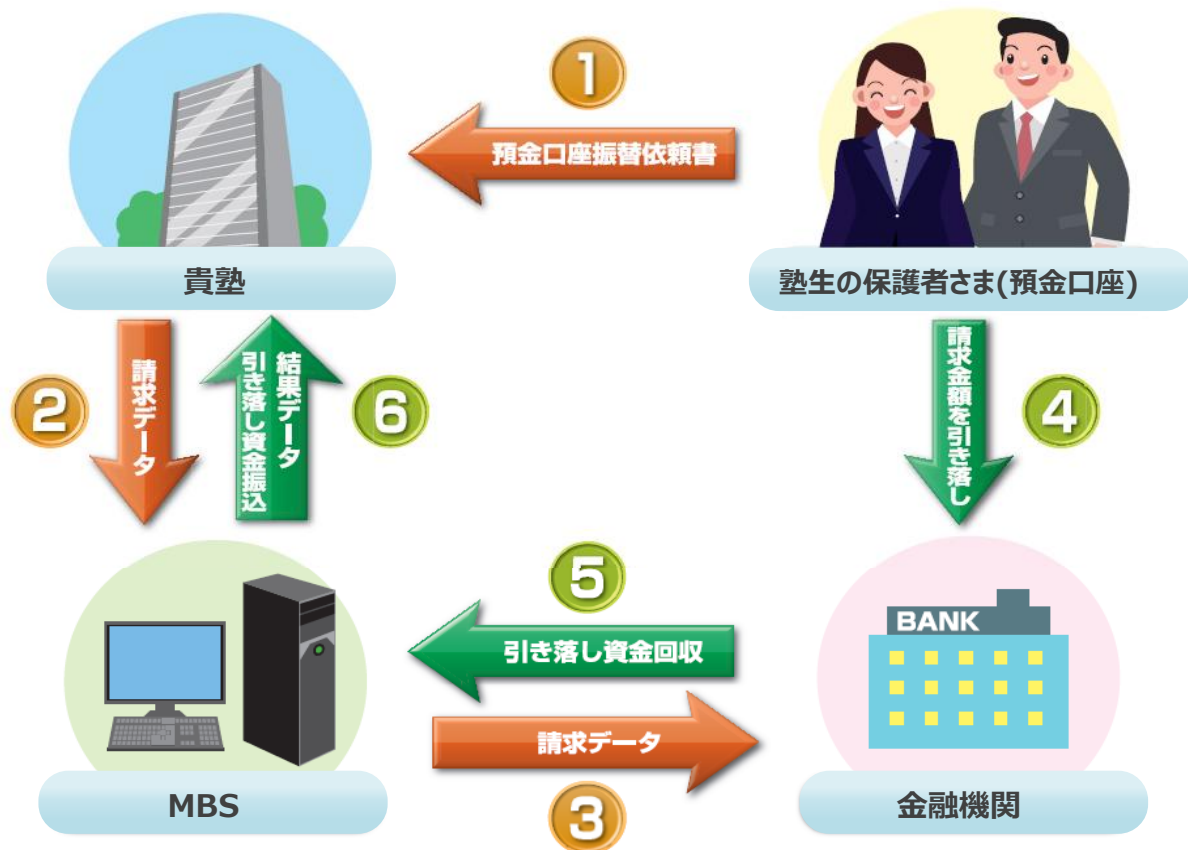 1
預金口座振替依頼書
貴塾
塾生の保護者さま(預金口座)
2
請求データ
結果データ
引き落し資金振込
6
請求金額を引き落し
4
5
引き落し資金回収
BANK
請求データ
3
MBS
金融機関